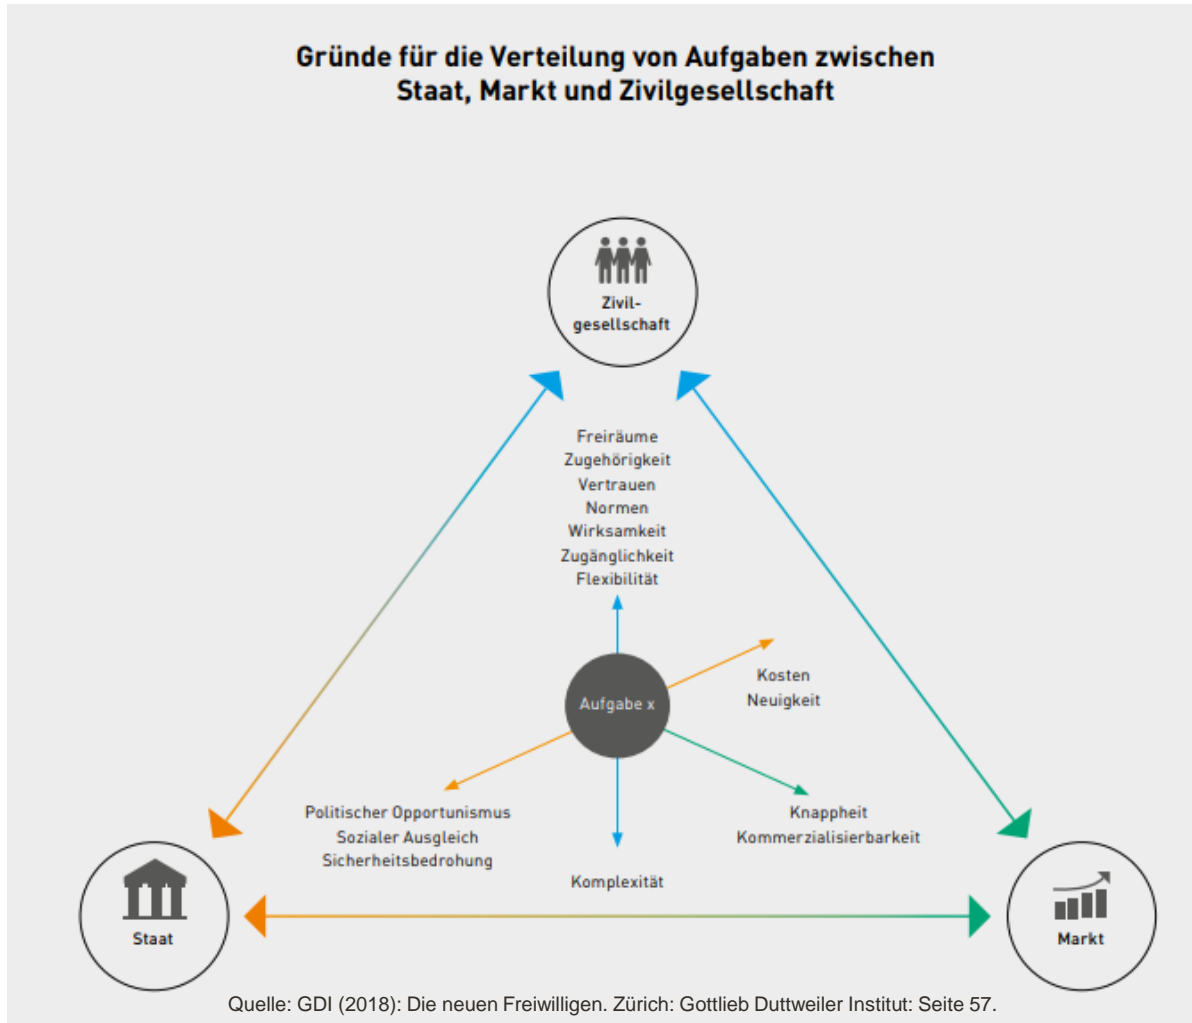 Gründe für die Verteilung von Aufgaben zwischen
Staat, Markt und Zivilgesellschaft
Zivil-
gesellschaft
Freiräume
Zugehörigkeit
Vertrauen
Normen
Wirksamkeit
Zugänglichkeit
Flexibilität
Kosten
Neuigkeit
Aufgabe x
Politischer Opportunismus
Sozialer Ausgleich
Sicherheitsbedrohung
Knappheit
Kommerzialisierbarkeit
Komplexität
Staat
Markt
Quelle: GDI (2018): Die neuen Freiwilligen. Zürich: Gottlieb Duttweiler Institut: Seite 57.